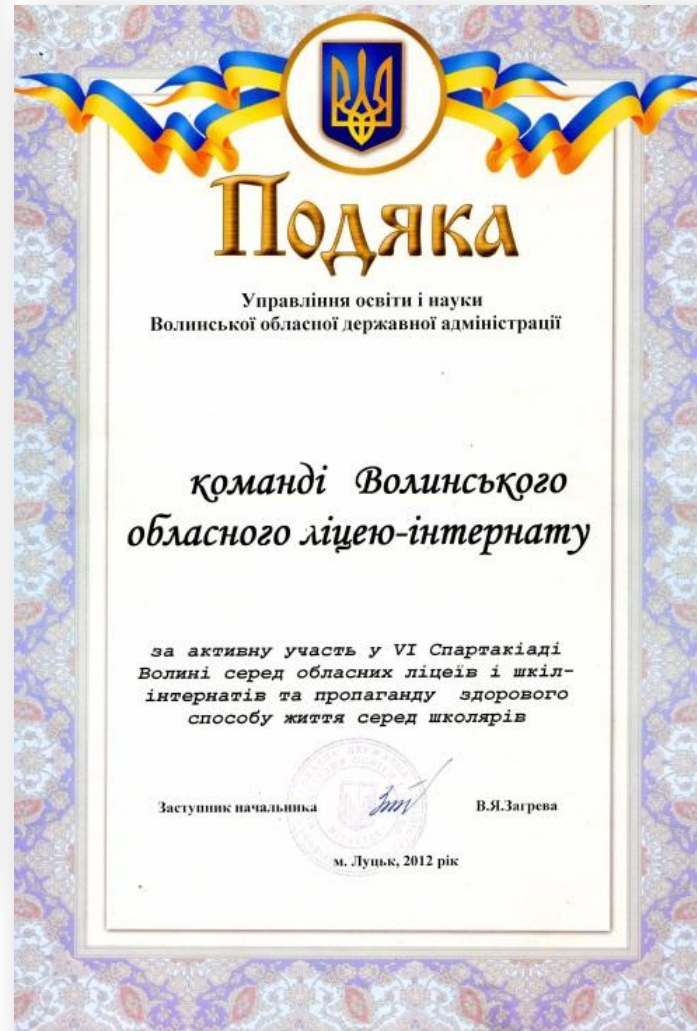 Подяка
Управління освіти і науки
Волинської обласної державної адміністрації
команді Волинського
обласного ліцею-інтернату
за активну участь у VI Спартакіаді
Волині серед обласних ліцеїв і шкіл-
інтернатів та пропаганду здорового
способу життя серед школярів
Заступник начальника В.Я.Загрева
м. Луцьк, 2012 рік